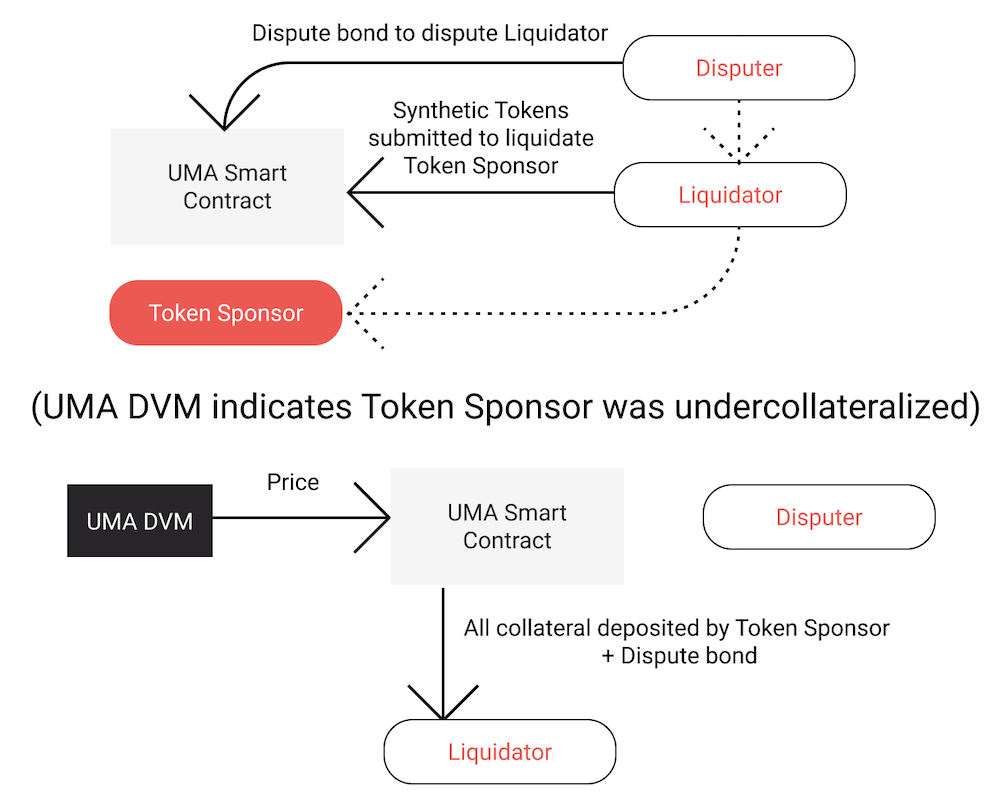 Dispute bond to dispute Liquidator
Disputer
Synthetic Tokens
submitted to liquidate
Token Sponsor
UMA Smart
Contract
Liquidator
Token Sponsor
(UMA DVM indicates Token Sponsor was undercollateralized)
Price
UMA DVM
UMA Smart
Contract
Disputer
All collateral deposited by Token Sponsor
+ Dispute bond
Liquidator